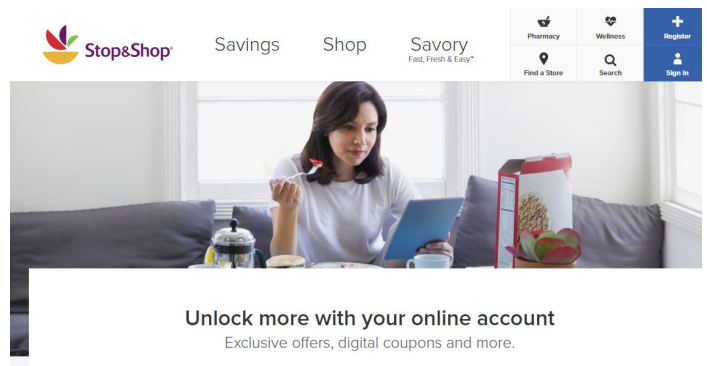 Stop&Shop®
Savings
Shop
Savory
Fast, Fresh & Easy™
Pharmacy
Wellness
Register
Find a Store
Search
Sign In
Unlock more with your online account
Exclusive offers, digital coupons and more.